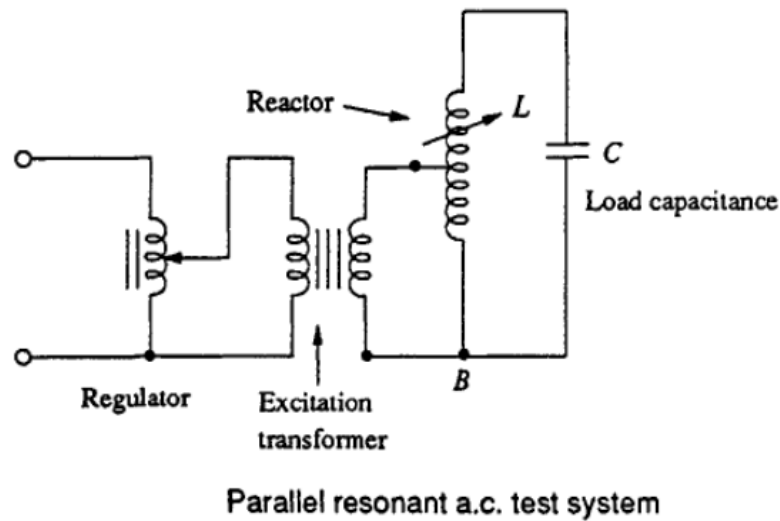 Reactor
L
C
Load capacitance
B
Regulator
Excitation
transformer
Parallel resonant a.c. test system